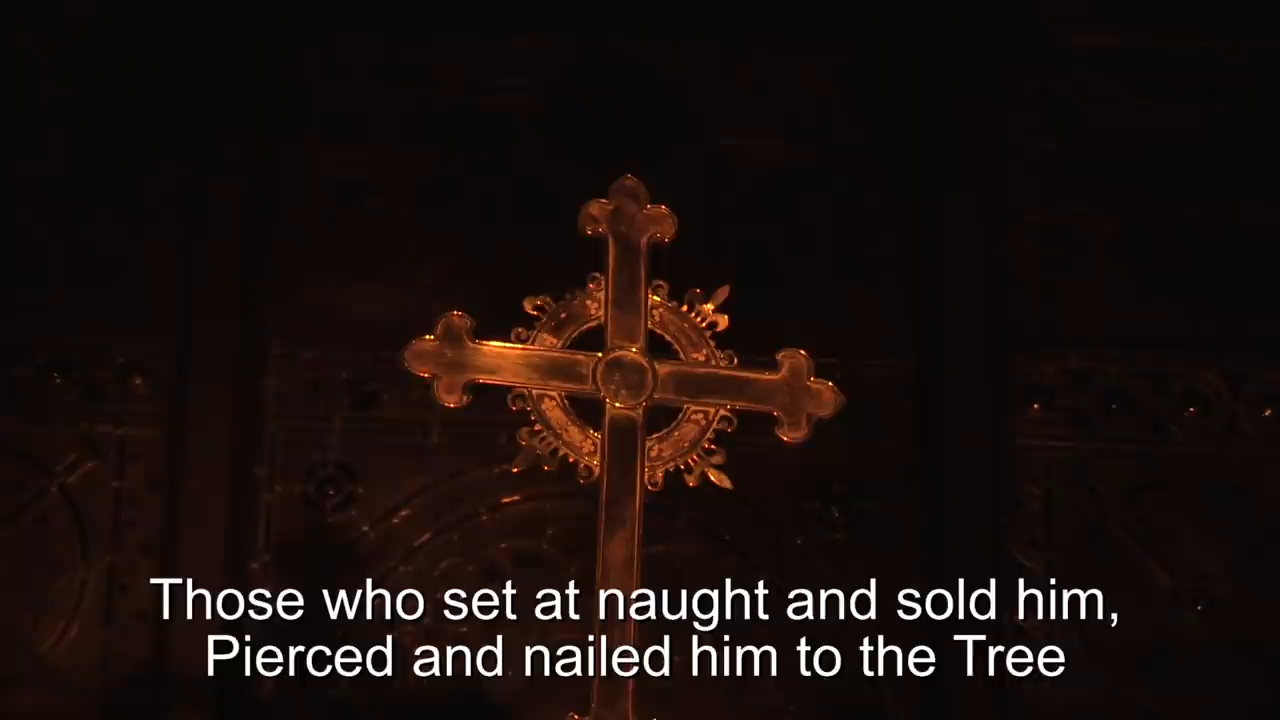 Those who set at naught and sold him,
Pierced and nailed him to the Tree